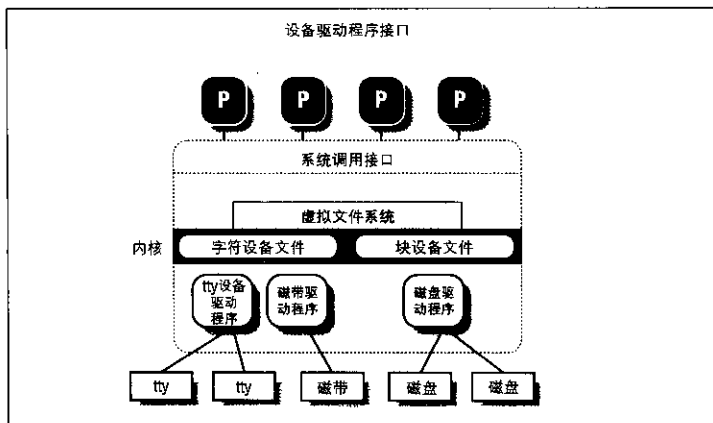 设备驱动程序接口
P P P P
系统调用接口
虚拟文件系统
内核 字符设备文件 块设备文件
tty设备
驱动
程序
磁带驱
动程序
磁盘驱
动程序
tty tty 磁带 磁盘 磁盘